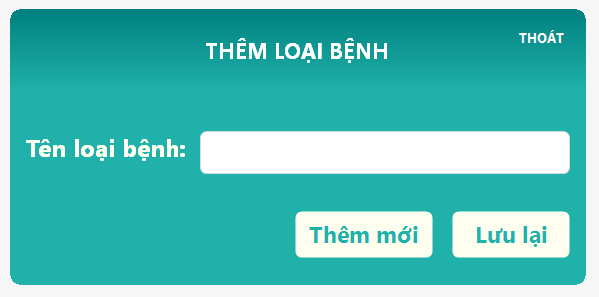 THOÁT
THÊM LOẠI BỆNH
Tên loại bệnh:
Thêm mới
Lưu lại